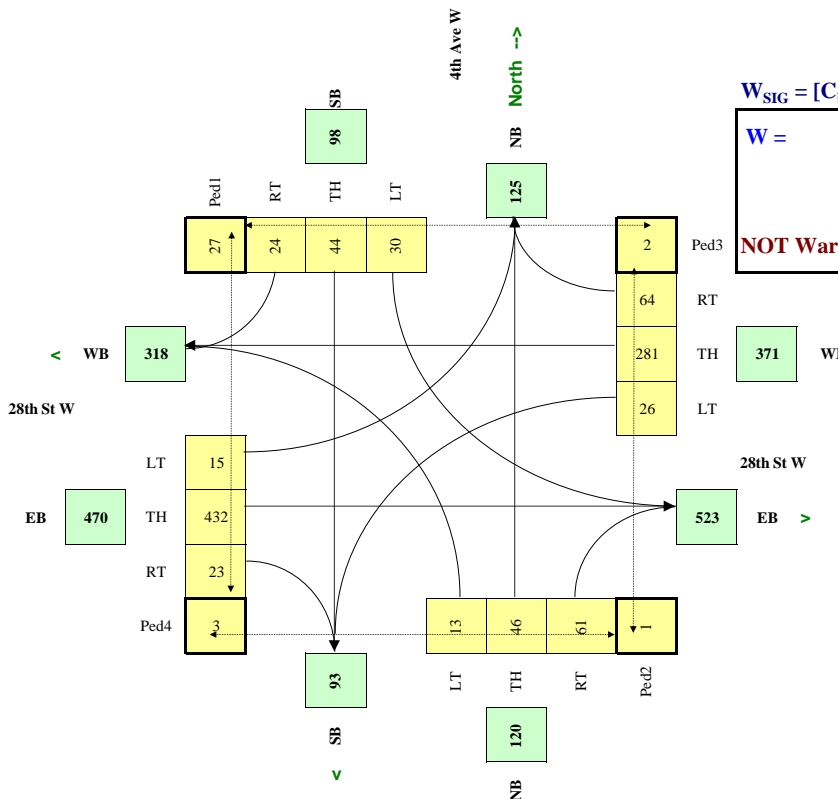 4th Ave W
North -->
SB
98
NB
125
W_SIG = [C
W =
NOT War
Ped1
RT
TH
LT
27
24
44
30
2
Ped3
64
RT
< WB
318
281
TH
371
26
LT
28th St W
LT
15
28th St W
EB
470
TH
432
523
EB >
RT
23
Ped4
3
13
46
61
1
93
LT
TH
RT
Ped2
SB
<
120
NB